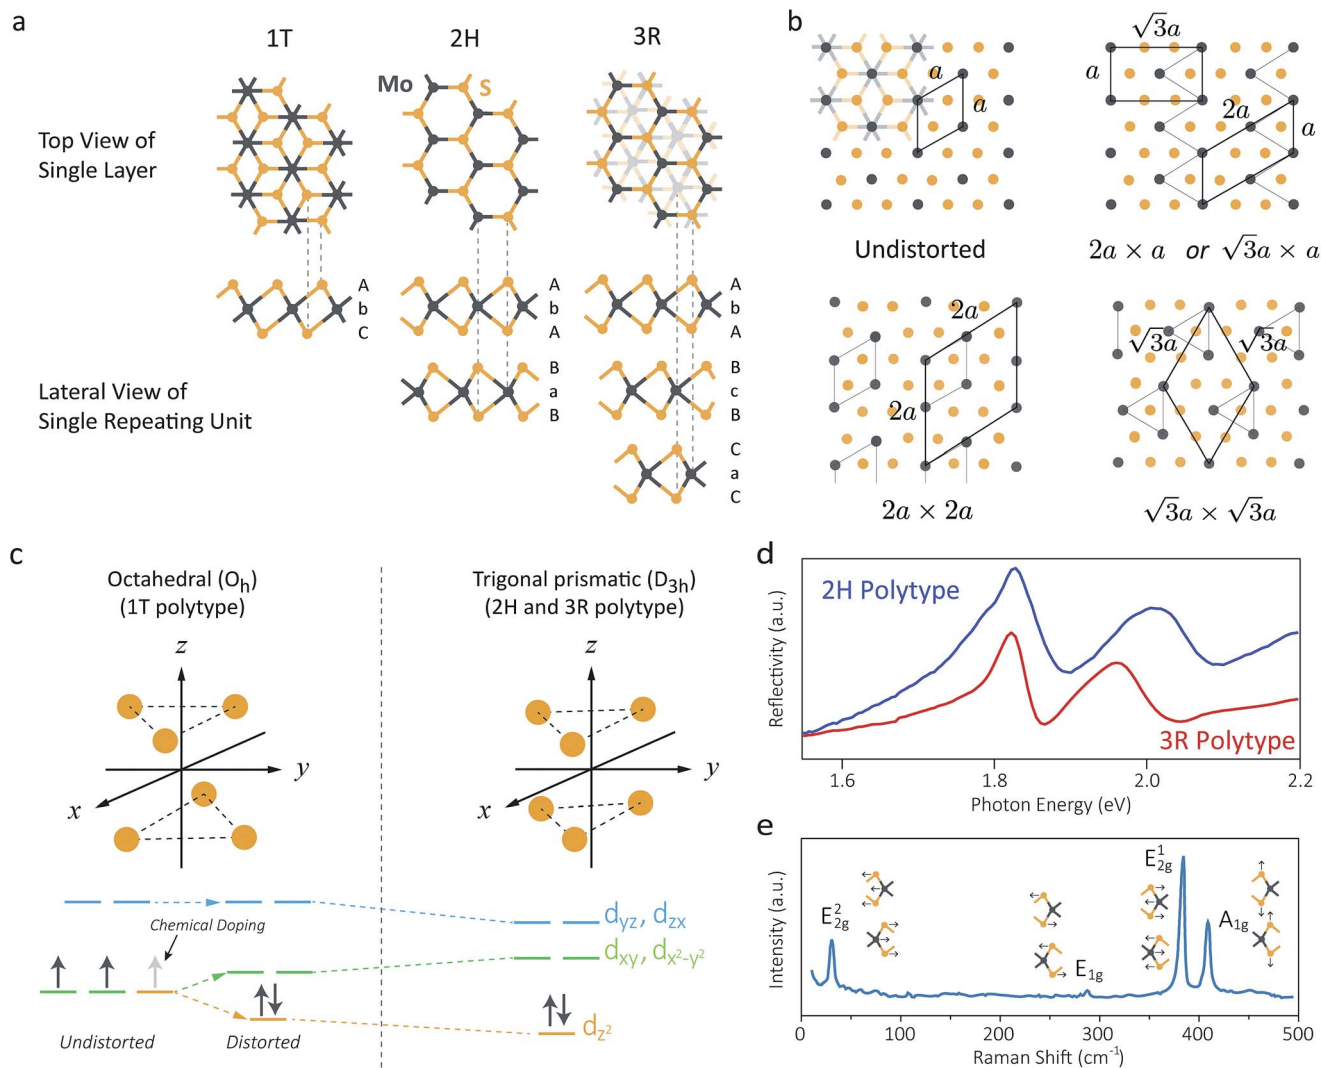 a
1T
2H
3R
Mo
S
Top View of
Single Layer
A
b
C
A
b
A
A
b
A
B
a
B
B
c
B
C
a
C
Lateral View of
Single Repeating Unit
b
a
a
Undistorted
√3a
a
2a
a
2a × a or √3a × a
2a
2a
2a × 2a
√3a
√3a
√3a × √3a
c
Octahedral (Oh)
(1T polytype)
z
y
x
Trigonal prismatic (D3h)
(2H and 3R polytype)
z
y
x
Chemical Doping
Undistorted
Distorted
dyz, dzx
dxy, dx²-y²
dz²
d
2H Polytype
3R Polytype
Reflectivity (a.u.)
1.6
1.8
2.0
2.2
Photon Energy (eV)
e
E²2g
E1g
E¹2g
A1g
Intensity (a.u.)
0
100
200
300
400
500
Raman Shift (cm⁻¹)